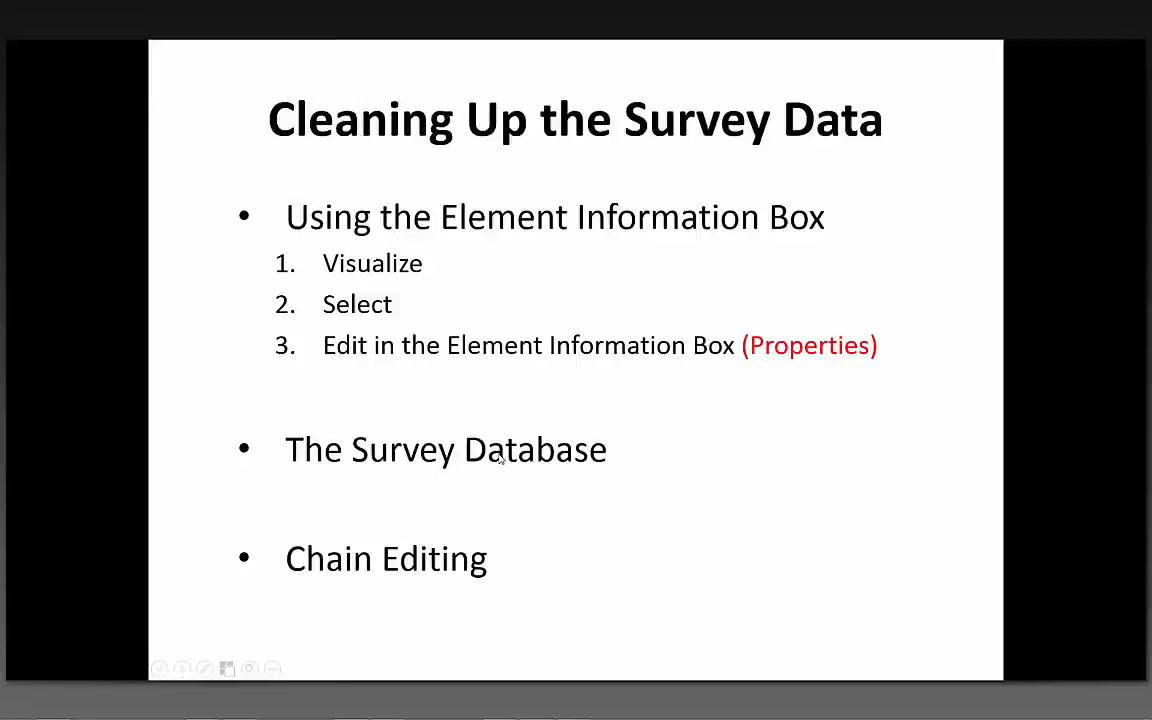 Cleaning Up the Survey Data
• Using the Element Information Box
1. Visualize
2. Select
3. Edit in the Element Information Box (Properties)
• The Survey Database
• Chain Editing